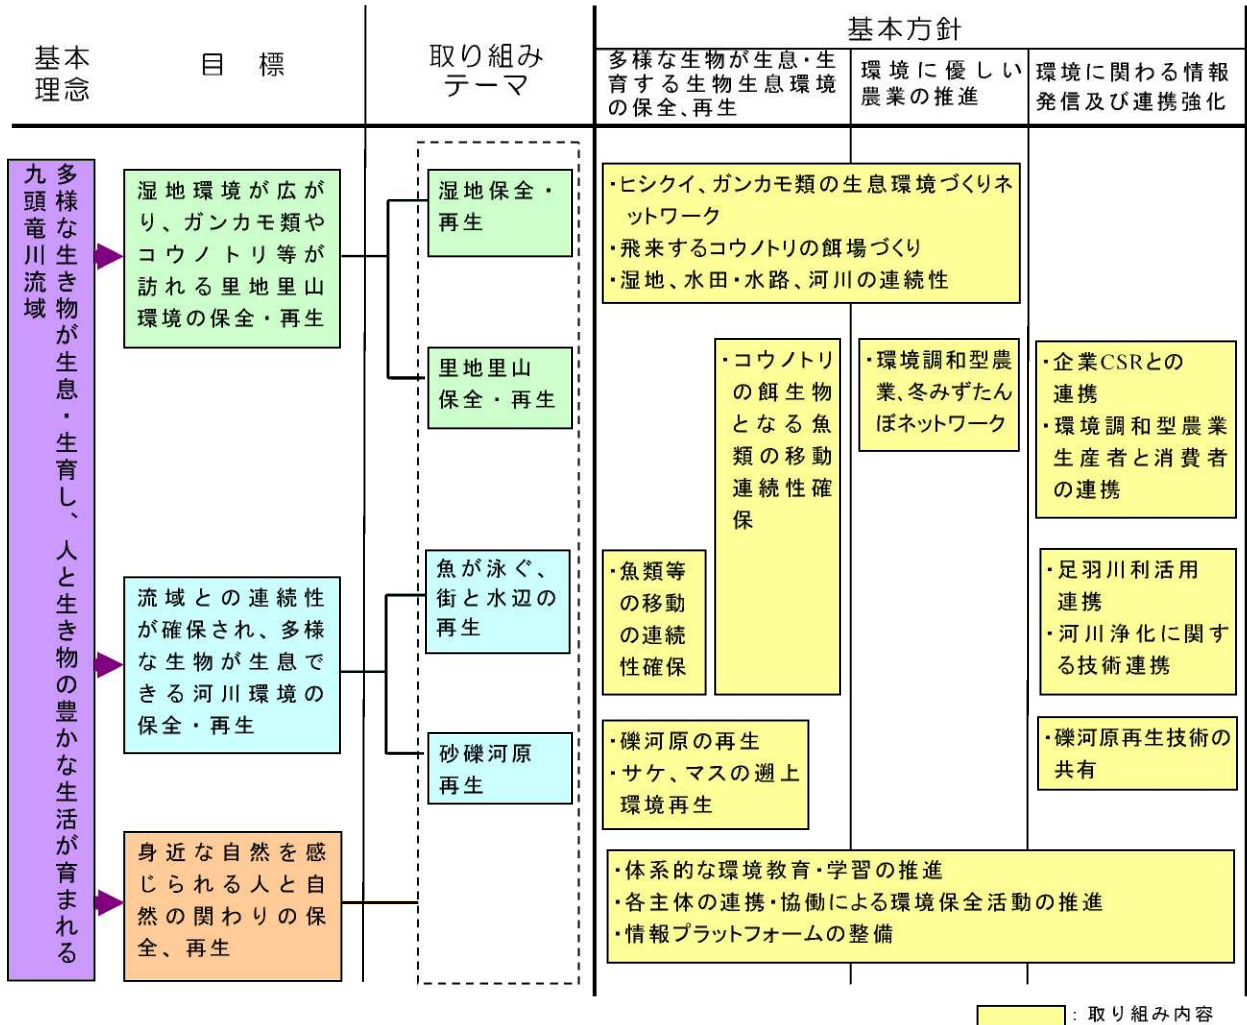 基本
理念
目　標
取り組み
テーマ
基本方針
多様な生物が生息・生
育する生物生息環境
の保全、再生
環境に優しい
農業の推進
環境に関わる情報
発信及び連携強化
多様な生き物が生息・生育し、人と生き物の豊かな生活が育まれる
九頭竜川流域
湿地環境が広が
り、ガンカモ類や
コウノトリ等が
訪れる里地里山
環境の保全・再生
湿地保全・
再生
里地里山
保全・再生
・ヒシクイ、ガンカモ類の生息環境づくりネ
ットワーク
・飛来するコウノトリの餌場づくり
・湿地、水田・水路、河川の連続性
・コウノトリ
の餌生物
となる魚
類の移動
連続性確
保
・環境調和型農
業、冬みずたん
ぼネットワーク
・企業CSRとの
連携
・環境調和型農業
生産者と消費者
の連携
流域との連続性
が確保され、多様
な生物が生息で
きる河川環境の
保全・再生
魚が泳ぐ、
街と水辺の
再生
砂礫河原
再生
・魚類等
の移動
の連続
性確保
・足羽川利活用
連携
・河川浄化に関す
る技術連携
・礫河原の再生
・サケ、マスの遡上
環境再生
・礫河原再生技術の
共有
身近な自然を感
じられる人と自
然の関わりの保
全、再生
・体系的な環境教育・学習の推進
・各主体の連携・協働による環境保全活動の推進
・情報プラットフォームの整備
：取り組み内容